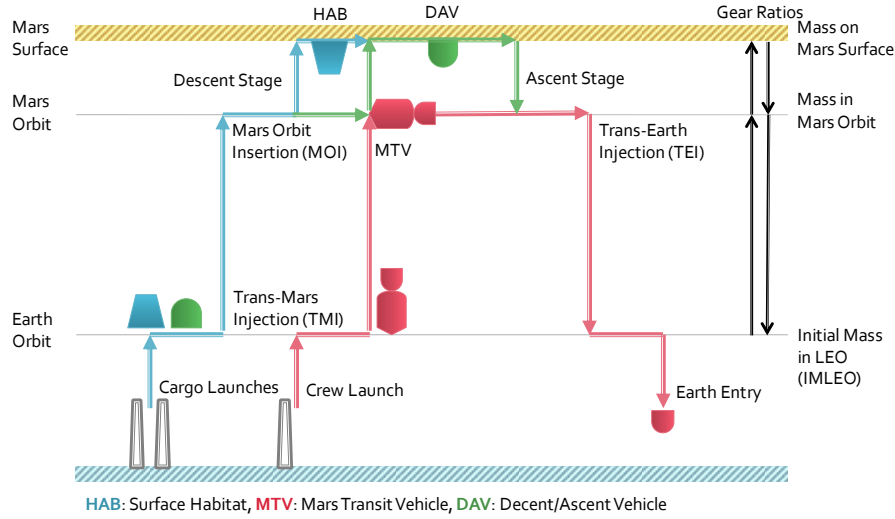 HAB
DAV
Gear Ratios
Mars
Surface
Mass on
Mars Surface
Descent Stage
Ascent Stage
Mars
Orbit
Mass in
Mars Orbit
Mars Orbit
Insertion (MOI)
MTV
Trans-Earth
Injection (TEI)
Trans-Mars
Injection (TMI)
Earth
Orbit
Initial Mass
in LEO
(IMLEO)
Cargo Launches
Crew Launch
Earth Entry
HAB: Surface Habitat, MTV: Mars Transit Vehicle, DAV: Decent/Ascent Vehicle